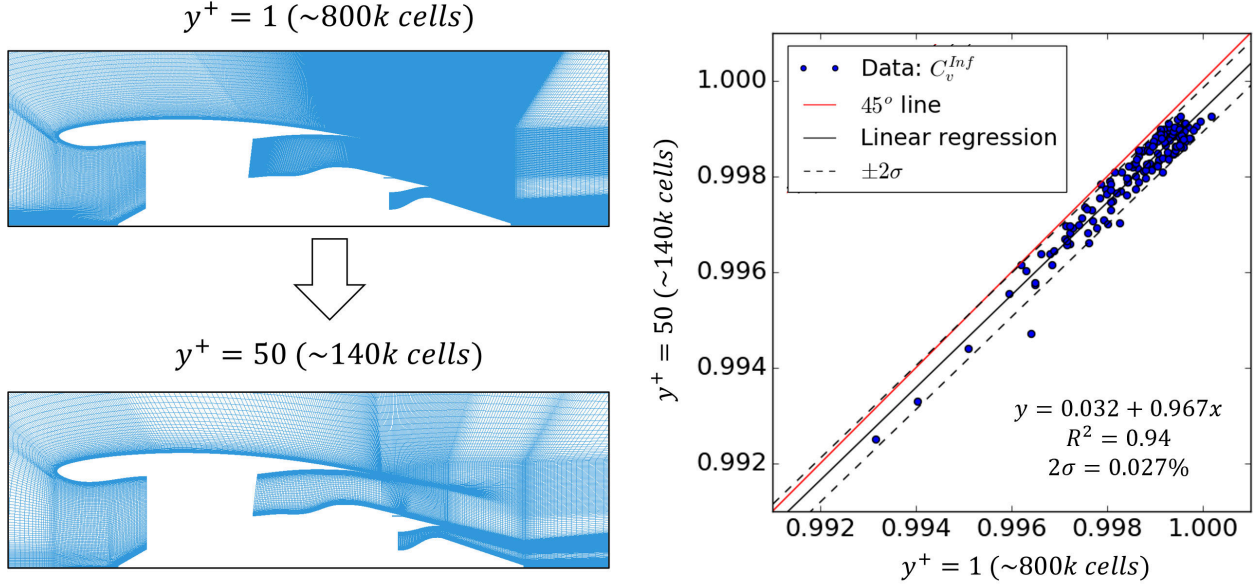 y⁺ = 1 (~800k cells)
y⁺ = 50 (~140k cells)
1.000
0.998
0.996
0.994
0.992
y⁺ = 50 (~140k cells)
Data: C_v^{Inf}
45° line
Linear regression
±2σ
y = 0.032 + 0.967x
R² = 0.94
2σ = 0.027%
0.992 0.994 0.996 0.998 1.000
y⁺ = 1 (~800k cells)